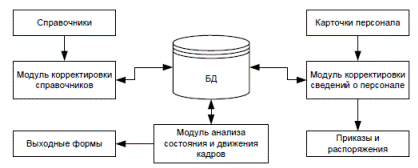 Справочники
Карточки персонала
Модуль корректировки
справочников
БД
Модуль корректировки
сведений о персонале
Выходные формы
Модуль анализа
состояния и движения
кадров
Приказы и
распоряжения